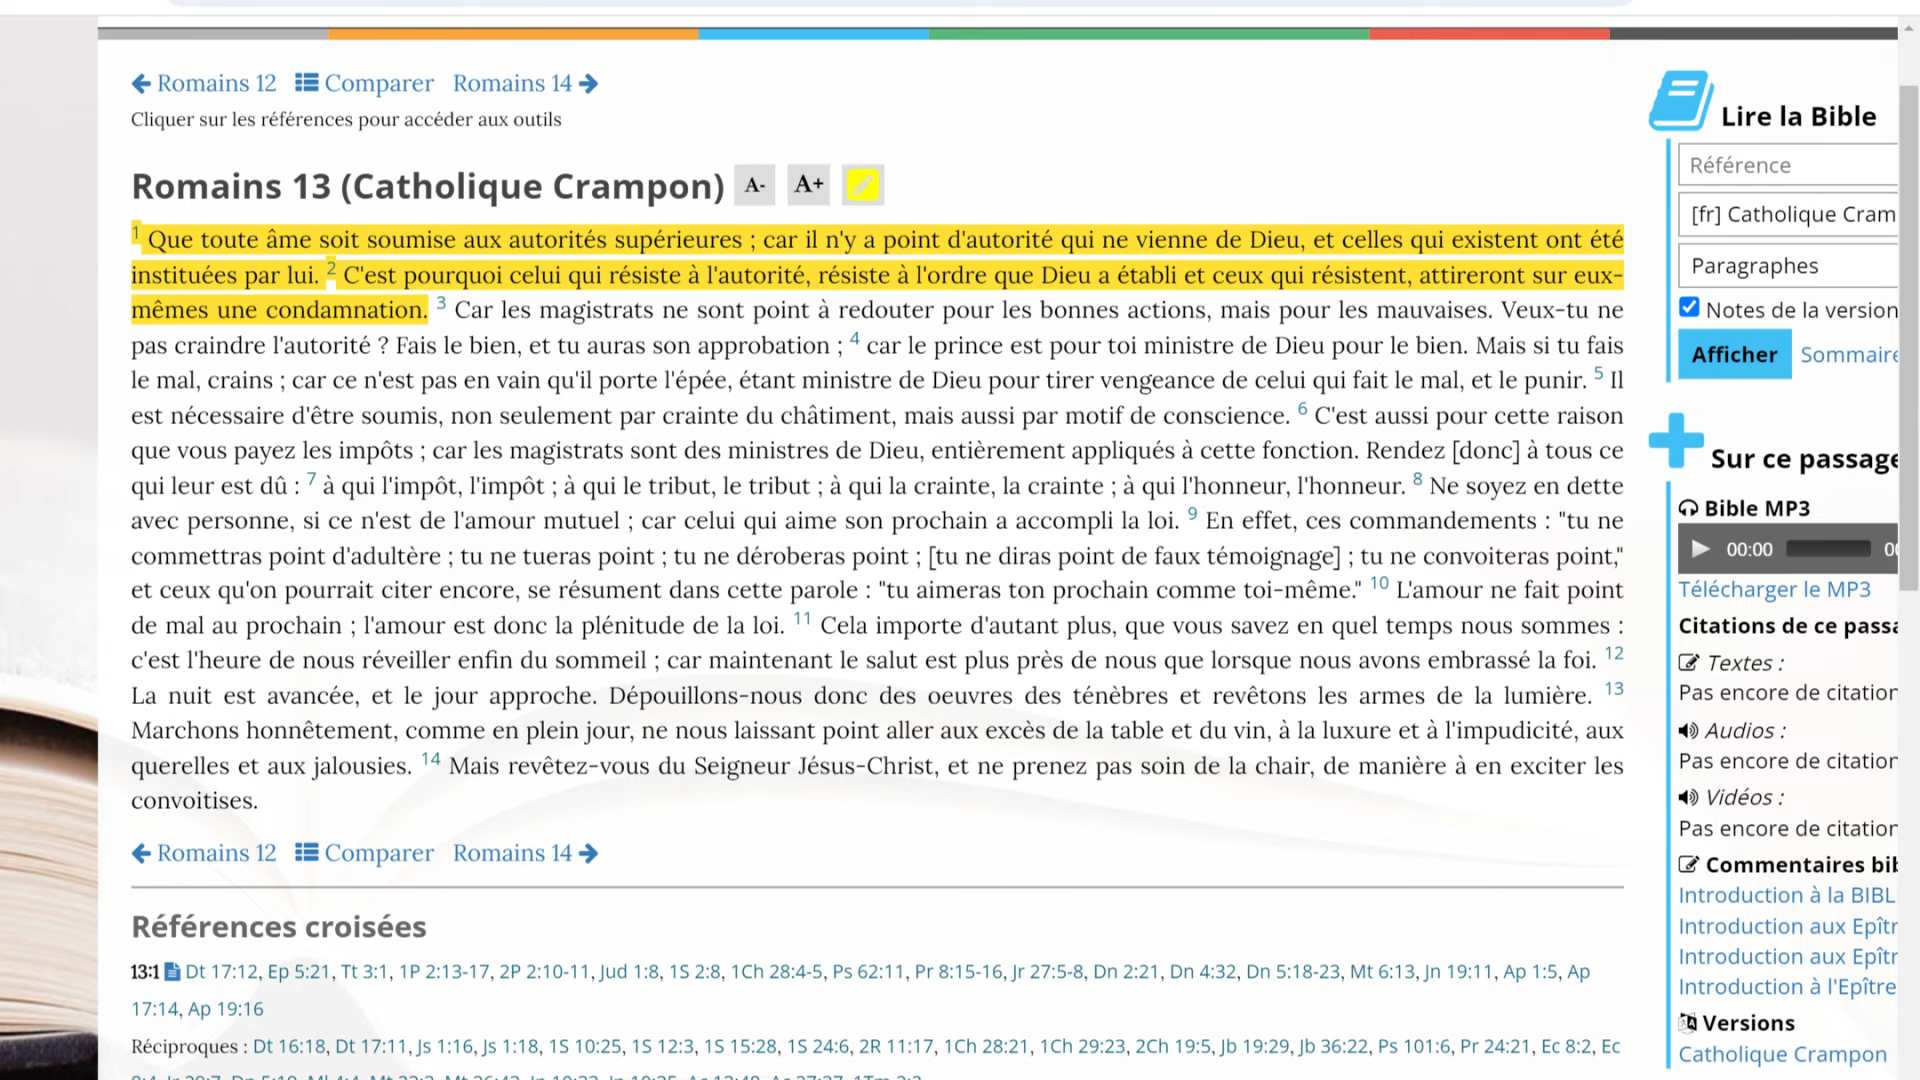 Romains 12 Comparer Romains 14
Cliquer sur les références pour accéder aux outils
Romains 13 (Catholique Crampon) A- A+
1 Que toute âme soit soumise aux autorités supérieures ; car il n'y a point d'autorité qui ne vienne de Dieu, et celles qui existent ont été
instituées par lui. 2 C'est pourquoi celui qui résiste à l'autorité, résiste à l'ordre que Dieu a établi et ceux qui résistent, attireront sur eux-
mêmes une condamnation. 3 Car les magistrats ne sont point à redouter pour les bonnes actions, mais pour les mauvaises. Veux-tu ne
pas craindre l'autorité ? Fais le bien, et tu auras son approbation ; 4 car le prince est pour toi ministre de Dieu pour le bien. Mais si tu fais
le mal, crains ; car ce n'est pas en vain qu'il porte l'épée, étant ministre de Dieu pour tirer vengeance de celui qui fait le mal, et le punir. 5 Il
est nécessaire d'être soumis, non seulement par crainte du châtiment, mais aussi par motif de conscience. 6 C'est aussi pour cette raison
que vous payez les impôts ; car les magistrats sont des ministres de Dieu, entièrement appliqués à cette fonction. Rendez [donc] à tous ce
qui leur est dû : 7 à qui l'impôt, l'impôt ; à qui le tribut, le tribut ; à qui la crainte, la crainte ; à qui l'honneur, l'honneur. 8 Ne soyez en dette
avec personne, si ce n'est de l'amour mutuel ; car celui qui aime son prochain a accompli la loi. 9 En effet, ces commandements : "tu ne
commettras point d'adultère ; tu ne tueras point ; tu ne déroberas point ; [tu ne diras point de faux témoignage] ; tu ne convoiteras point,"
et ceux qu'on pourrait citer encore, se résument dans cette parole : "tu aimeras ton prochain comme toi-même." 10 L'amour ne fait point
de mal au prochain ; l'amour est donc la plénitude de la loi. 11 Cela importe d'autant plus, que vous savez en quel temps nous sommes :
c'est l'heure de nous réveiller enfin du sommeil ; car maintenant le salut est plus près de nous que lorsque nous avons embrassé la foi. 12
La nuit est avancée, et le jour approche. Dépouillons-nous donc des oeuvres des ténèbres et revêtons les armes de la lumière. 13
Marchons honnêtement, comme en plein jour, ne nous laissant point aller aux excès de la table et du vin, à la luxure et à l'impudicité, aux
querelles et aux jalousies. 14 Mais revêtez-vous du Seigneur Jésus-Christ, et ne prenez pas soin de la chair, de manière à en exciter les
convoitises.
Romains 12 Comparer Romains 14
Références croisées
13:1 Dt 17:12, Ep 5:21, Tt 3:1, 1P 2:13-17, 2P 2:10-11, Jud 1:8, 1S 2:8, 1Ch 28:4-5, Ps 62:11, Pr 8:15-16, Jr 27:5-8, Dn 2:21, Dn 4:32, Dn 5:18-23, Mt 6:13, Jn 19:11, Ap 1:5, Ap
17:14, Ap 19:16
Réciproques : Dt 16:18, Dt 17:11, Js 1:16, Js 1:18, 1S 10:25, 1S 12:3, 1S 15:28, 1S 24:6, 2R 11:17, 1Ch 28:21, 1Ch 29:23, 2Ch 19:5, Jb 19:29, Jb 36:22, Ps 101:6, Pr 24:21, Ec 8:2, Ec
Lire la Bible
Référence
[fr] Catholique Cram
Paragraphes
Notes de la version
Afficher Sommaire
Sur ce passage
Bible MP3
00:00
Télécharger le MP3
Citations de ce passa
Textes :
Pas encore de citation
Audios :
Pas encore de citation
Vidéos :
Pas encore de citation
Commentaires bib
Introduction à la BIBL
Introduction aux Epîtr
Introduction aux Epîtr
Introduction à l'Epître
Versions
Catholique Crampon